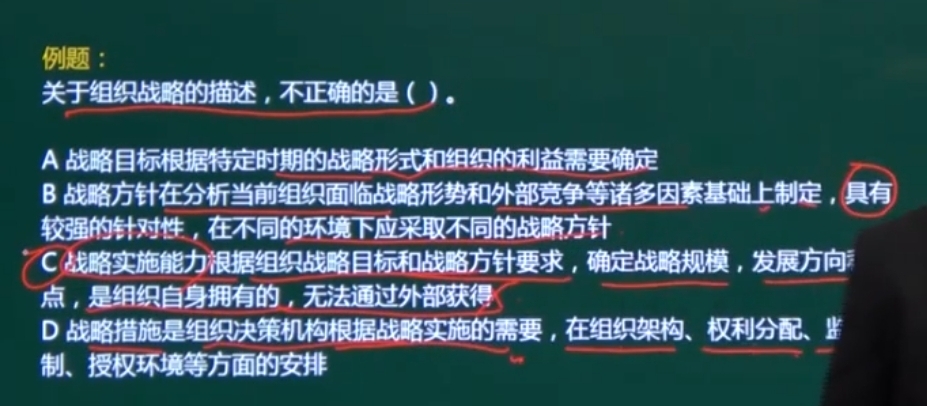 例题：
关于组织战略的描述，不正确的是（ ）。
A 战略目标根据特定时期的战略形式和组织的利益需要确定
B 战略方针在分析当前组织面临战略形势和外部竞争等诸多因素基础上制定，具有
较强的针对性，在不同的环境下应采取不同的战略方针
C 战略实施能力根据组织战略目标和战略方针要求，确定战略规模，发展方向
点，是组织自身拥有的，无法通过外部获得
D 战略措施是组织决策机构根据战略实施的需要，在组织架构、权利分配、
制、授权环境等方面的安排